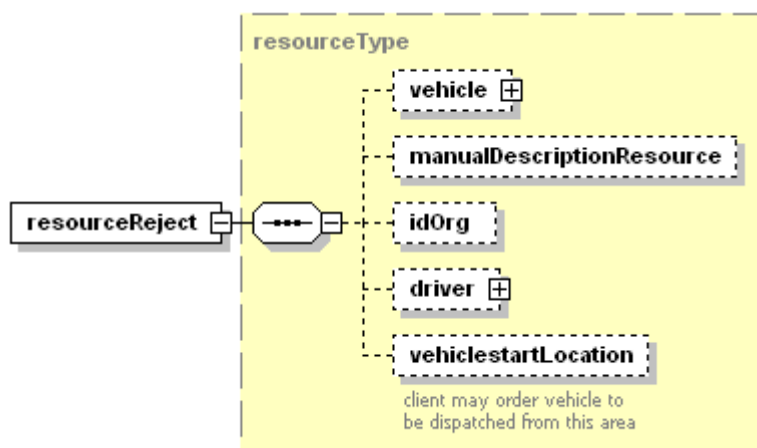 resourceType
vehicle
manualDescriptionResource
resourceReject
idOrg
driver
vehiclestartLocation
client may order vehicle to
be dispatched from this area